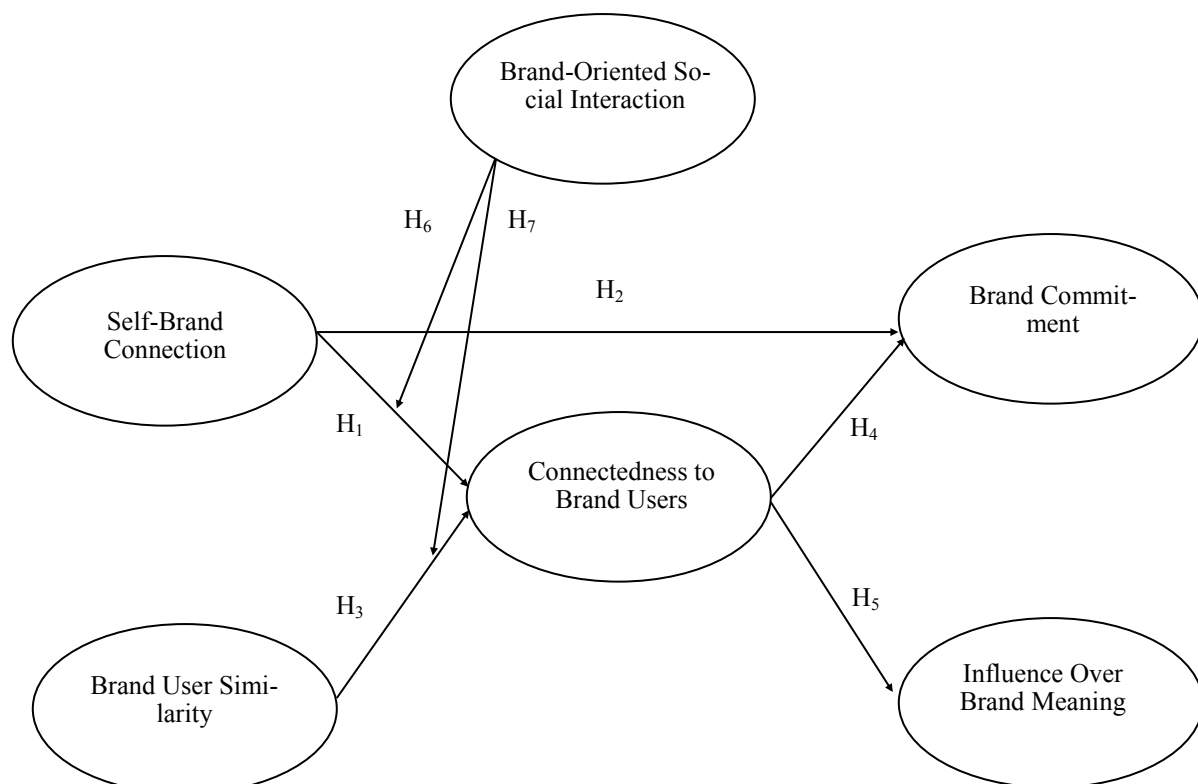 Brand-Oriented So-
cial Interaction
H₆
H₇
H₂
Self-Brand
Connection
Brand Commit-
ment
H₁
H₄
Connectedness to
Brand Users
H₃
H₅
Brand User Simi-
larity
Influence Over
Brand Meaning